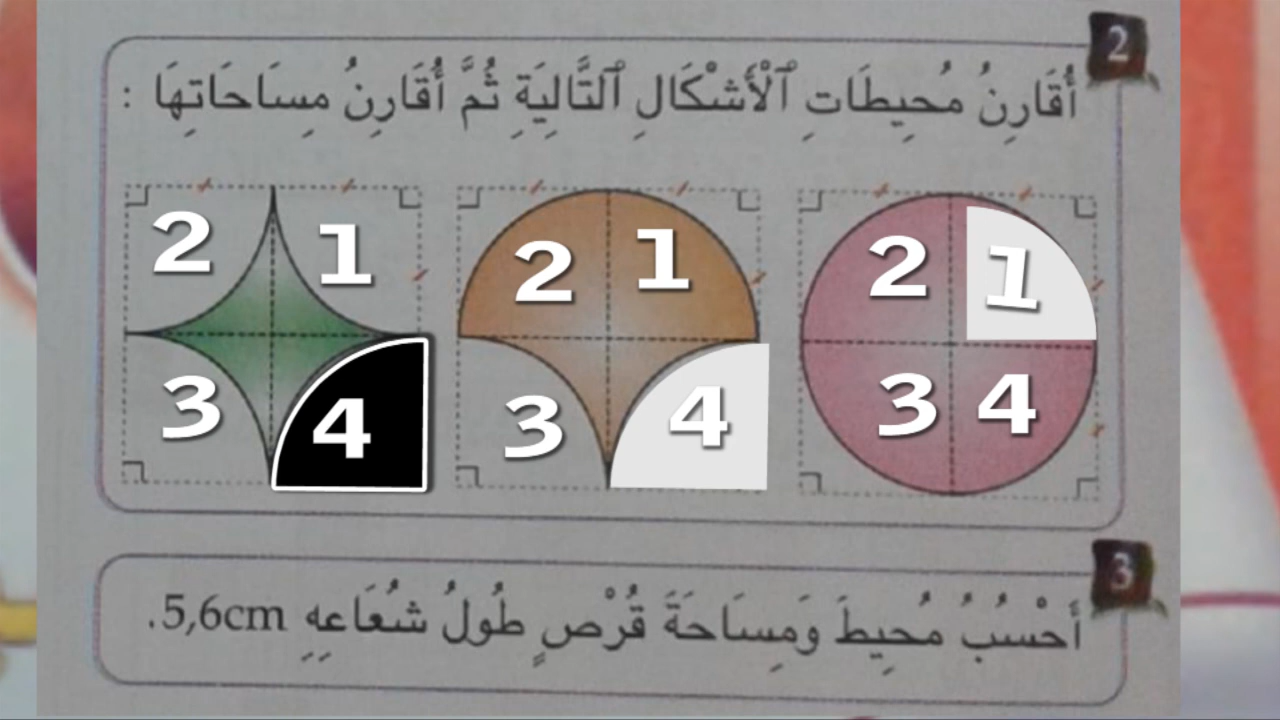 2
أُقَارِنُ مُحِيطَاتِ ٱلْأَشْكَالِ ٱلتَّالِيَةِ ثُمَّ أُقَارِنُ مِسَاحَاتِهَا :
2 1 2 1 2 1
3 4 3 4 3 4
3
أَحْسُبُ مُحِيطَ وَمِسَاحَةَ قُرْصٍ طُولُ شُعَاعِهِ 5,6cm.